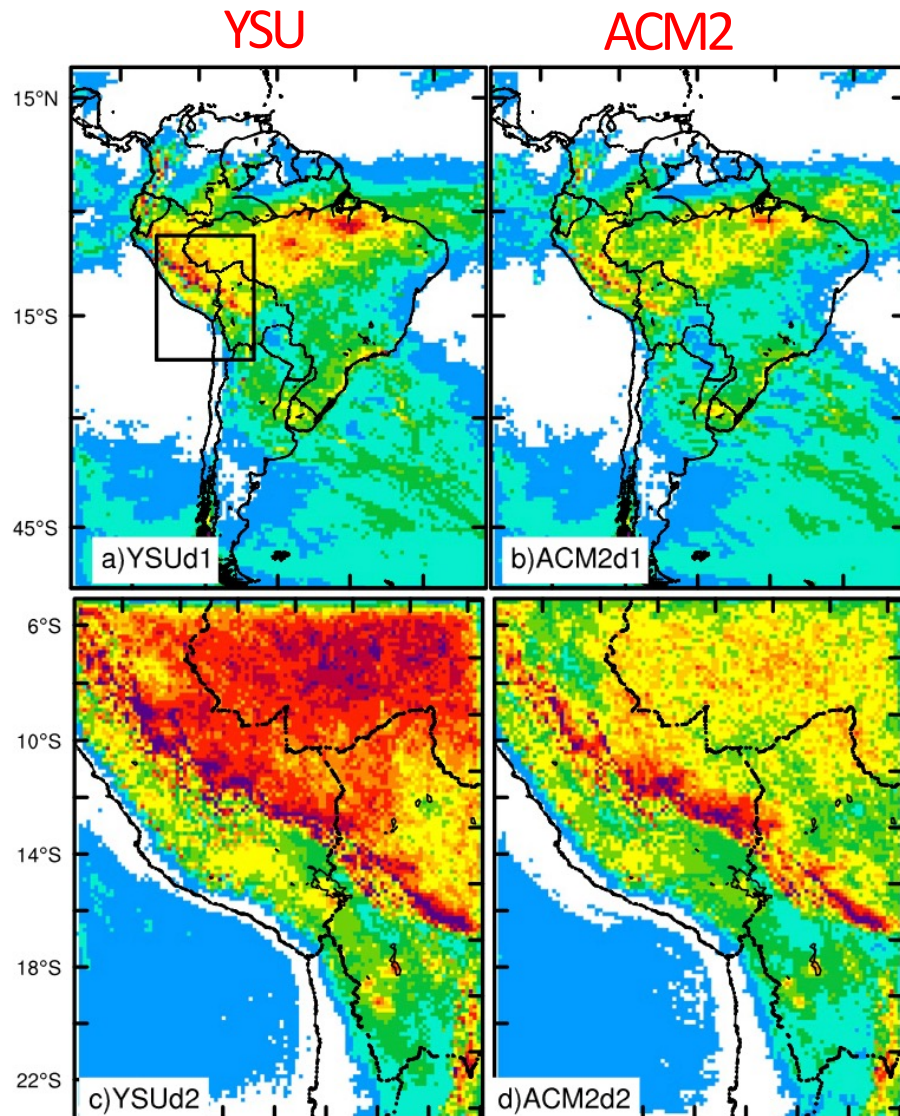 YSU ACM2
15°N
15°S
45°S
a)YSUd1 b)ACM2d1
6°S
10°S
14°S
18°S
22°S
c)YSUd2 d)ACM2d2